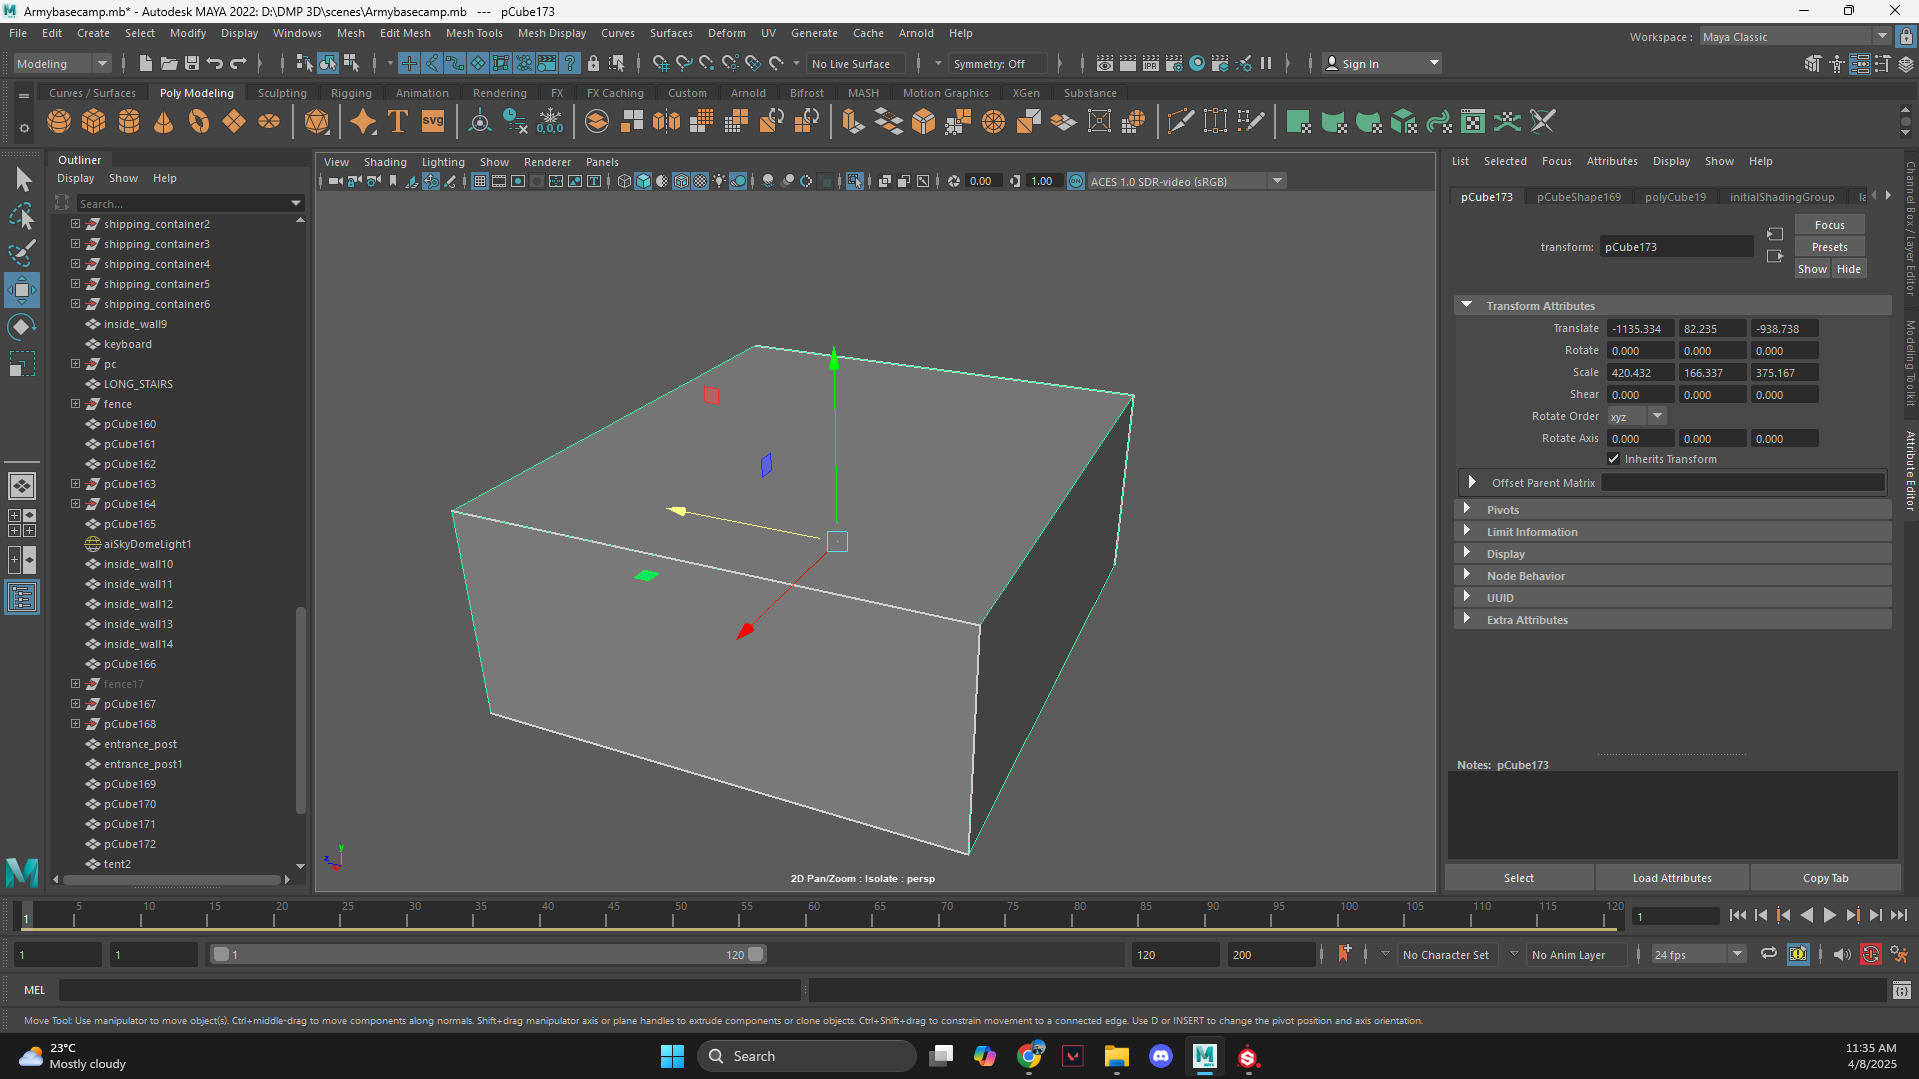 Armybasecamp.mb* - Autodesk MAYA 2022: D:\DMP 3D\scenes\Armybasecamp.mb   ---   pCube173
File Edit Create Select Modify Display Windows Mesh Edit Mesh Mesh Tools Mesh Display Curves Surfaces Deform UV Generate Cache Arnold Help
Workspace : Maya Classic
Modeling No Live Surface Symmetry: Off Sign In
Curves / Surfaces Poly Modeling Sculpting Rigging Animation Rendering FX FX Caching Custom Arnold Bifrost MASH Motion Graphics XGen Substance
T SVG 0,0,0
Outliner
Display Show Help
Search...
shipping_container2
shipping_container3
shipping_container4
shipping_container5
shipping_container6
inside_wall9
keyboard
pc
LONG_STAIRS
fence
pCube160
pCube161
pCube162
pCube163
pCube164
pCube165
aiSkyDomeLight1
inside_wall10
inside_wall11
inside_wall12
inside_wall13
inside_wall14
pCube166
fence17
pCube167
pCube168
entrance_post
entrance_post1
pCube169
pCube170
pCube171
pCube172
tent2
View Shading Lighting Show Renderer Panels
0.00 1.00 ON ACES 1.0 SDR-video (sRGB)
y
z
2D Pan/Zoom : Isolate : persp
List Selected Focus Attributes Display Show Help
pCube173 pCubeShape169 polyCube19 initialShadingGroup
transform: pCube173
Focus
Presets
Show Hide
Transform Attributes
Translate -1135.334 82.235 -938.738
Rotate 0.000 0.000 0.000
Scale 420.432 166.337 375.167
Shear 0.000 0.000 0.000
Rotate Order xyz
Rotate Axis 0.000 0.000 0.000
Inherits Transform
Offset Parent Matrix
Pivots
Limit Information
Display
Node Behavior
UUID
Extra Attributes
Notes: pCube173
Select Load Attributes Copy Tab
Channel Box / Layer Editor
Modeling Toolkit
Attribute Editor
1 5 10 15 20 25 30 35 40 45 50 55 60 65 70 75 80 85 90 95 100 105 110 115 120
1
1 1 1 120 120 200 No Character Set No Anim Layer 24 fps
MEL
Move Tool: Use manipulator to move object(s). Ctrl+middle-drag to move components along normals. Shift+drag manipulator axis or plane handles to extrude components or clone objects. Ctrl+Shift+drag to constrain movement to a connected edge. Use D or INSERT to change the pivot position and axis orientation.
23°C
Mostly cloudy
Search
11:35 AM
4/8/2025